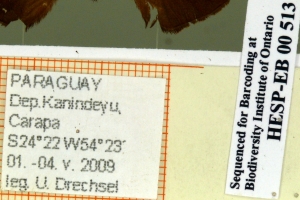 PARAGUAY
Dep.Kanindeyu,
Carapa
S24°22'W54°23'
01.-04.v.2009
leg. U. Drechsel
Sequenced for Barcoding at
Biodiversity Institute of Ontario
HESP-EB 00 513